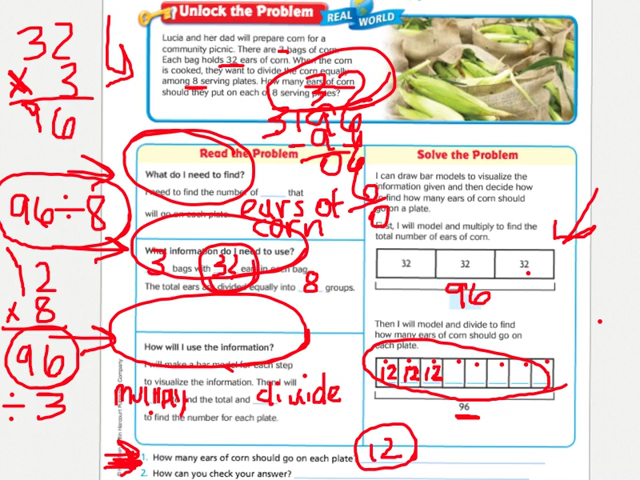 Unlock the Problem
REAL WORLD
Lucia and her dad will prepare corn for a
community picnic. There are 3 bags of corn.
Each bag holds 32 ears of corn. When the corn
is cooked, they want to divide the corn equally
among 8 serving plates. How many ears of corn
should they put on each of 8 serving plates?
32
× 3
96
32
3 96
9
06
6
0
Read the Problem
What do I need to find?
I need to find the number of ears of corn that
will go on each plate.
What information do I need to use?
3 bags with 32 ears in each bag
The total ears are divided equally into 8 groups.
How will I use the information?
I will make a bar model for each step
to visualize the information. Then I will
multiply find the total and divide
to find the number for each plate.
96 ÷ 8
12
× 8
96
÷ 3
Solve the Problem
I can draw bar models to visualize the
information given and then decide how
to find how many ears of corn should
go on a plate.
First, I will model and multiply to find the
total number of ears of corn.
32 32 32
96
Then I will model and divide to find
how many ears of corn should go on
each plate.
12 12 12
96
1. How many ears of corn should go on each plate 12
2. How can you check your answer?